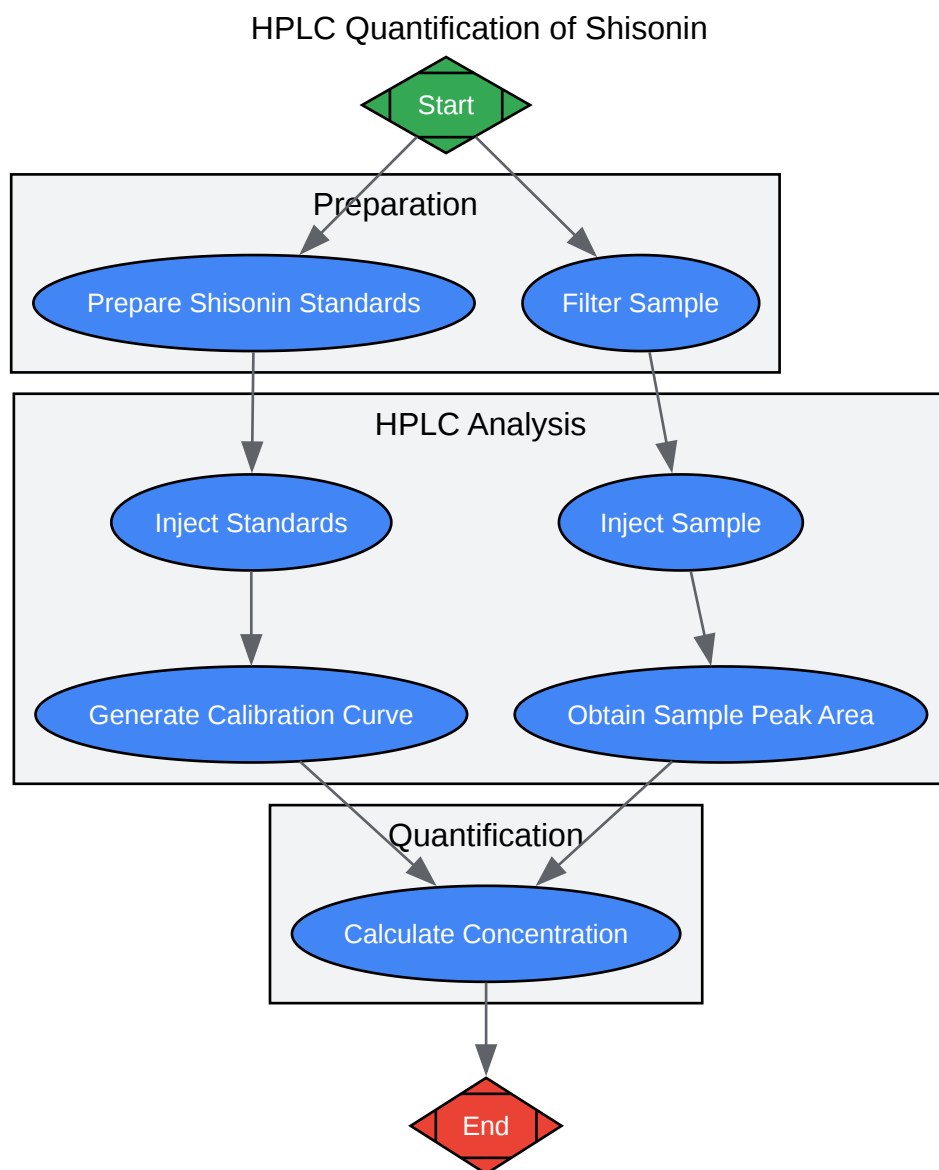 HPLC Quantification of Shisonin
Start
Preparation
Prepare Shisonin Standards
Filter Sample
HPLC Analysis
Inject Standards
Inject Sample
Generate Calibration Curve
Obtain Sample Peak Area
Quantification
Calculate Concentration
End